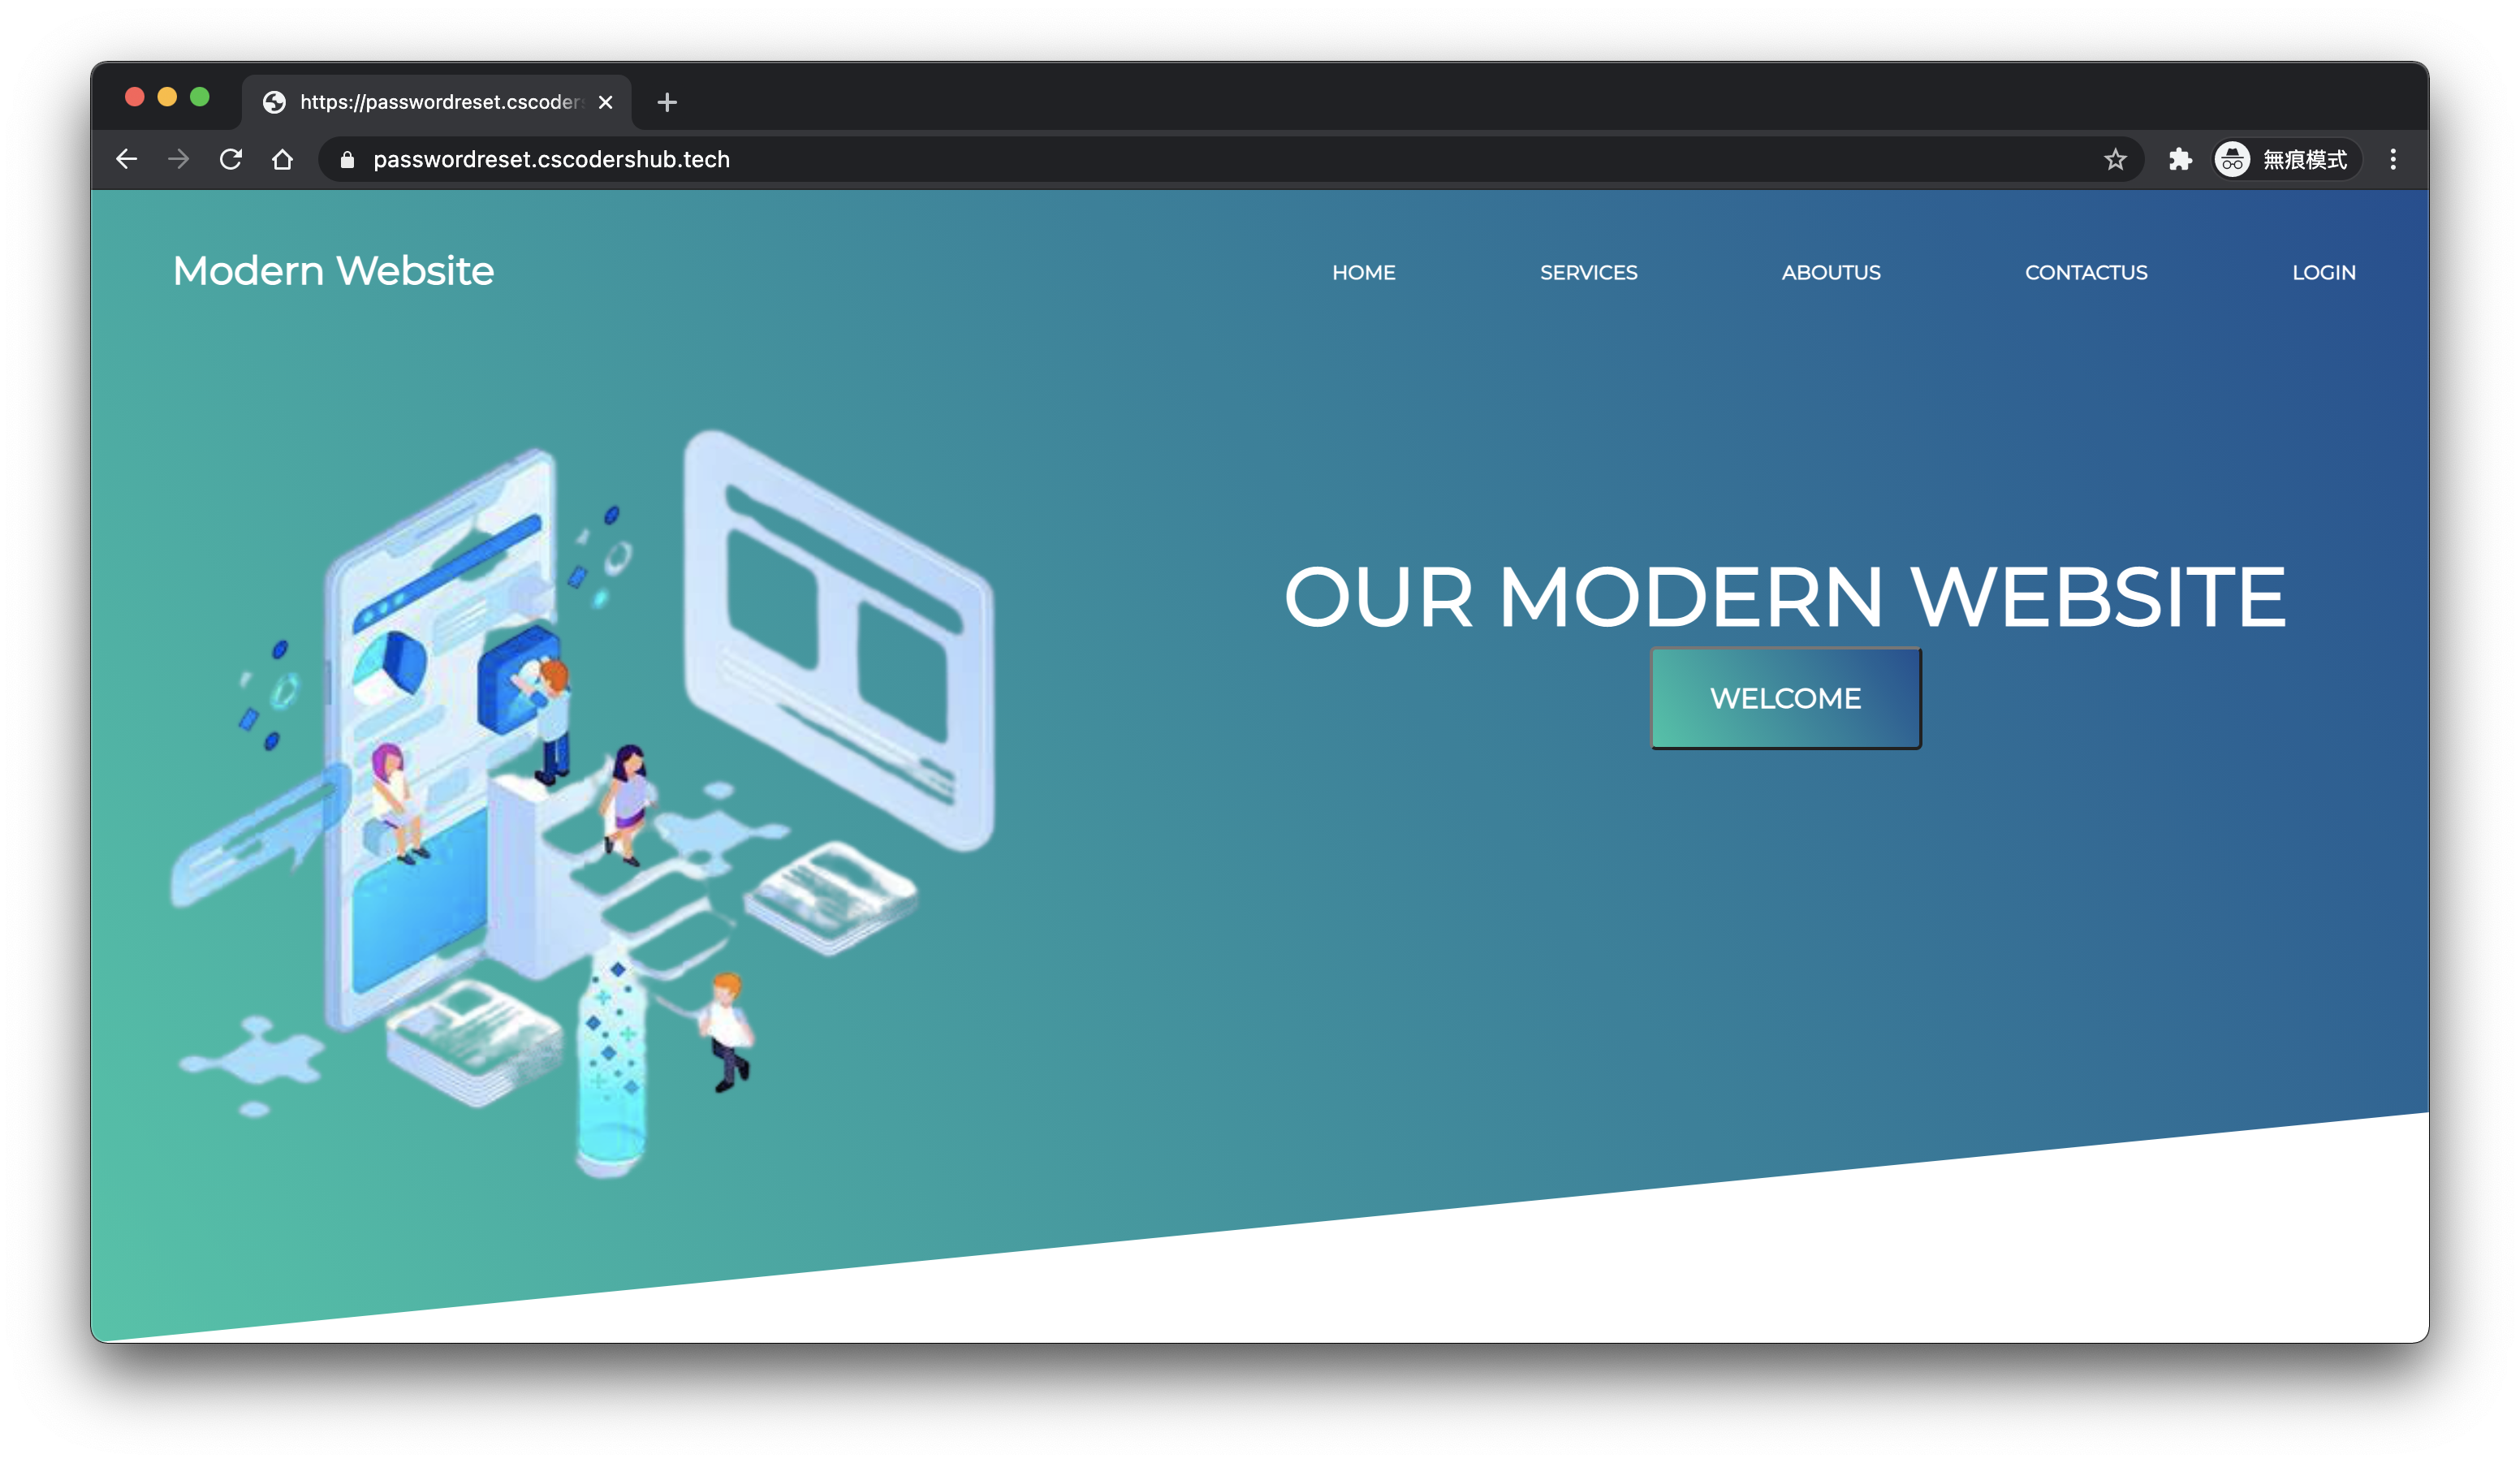 https://passwordreset.cscoders
passwordreset.cscodershub.tech
無痕模式
Modern Website
HOME SERVICES ABOUTUS CONTACTUS LOGIN
OUR MODERN WEBSITE
WELCOME